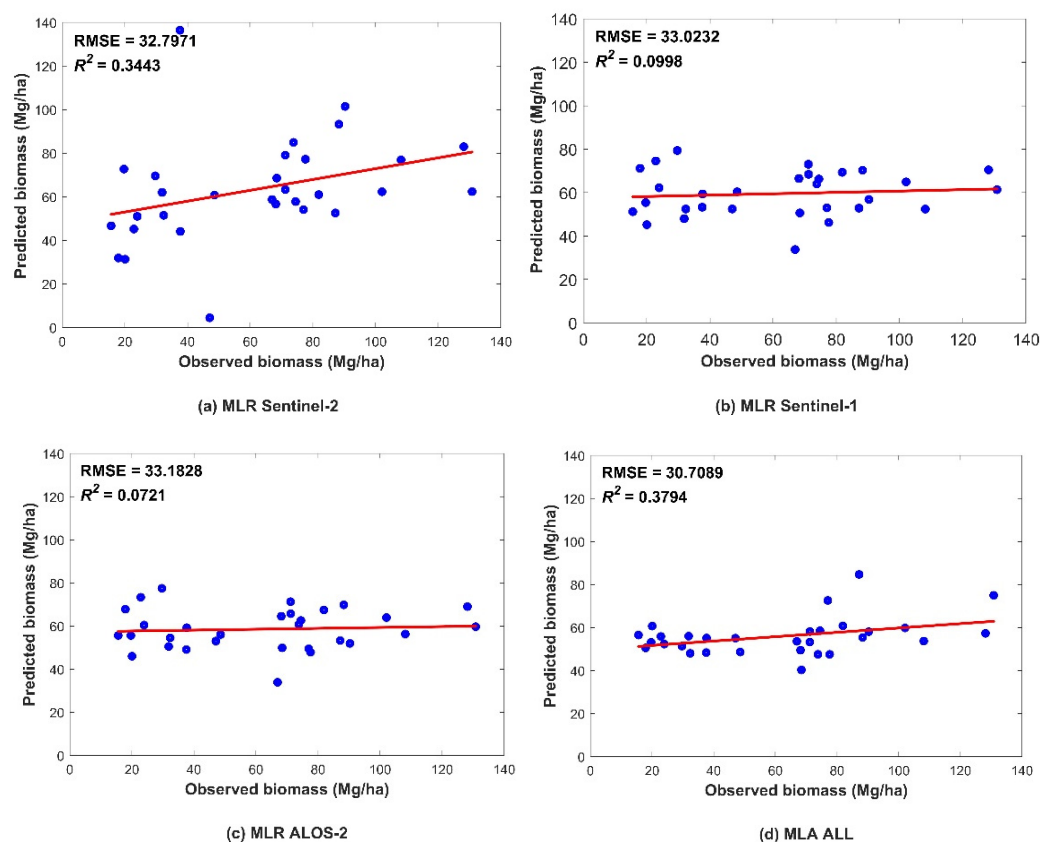 RMSE = 32.7971
R² = 0.3443
140
120
100
80
60
40
20
0
Predicted biomass (Mg/ha)
0 20 40 60 80 100 120 140
Observed biomass (Mg/ha)
(a) MLR Sentinel-2
RMSE = 33.0232
R² = 0.0998
140
120
100
80
60
40
20
0
Predicted biomass (Mg/ha)
0 20 40 60 80 100 120 140
Observed biomass (Mg/ha)
(b) MLR Sentinel-1
RMSE = 33.1828
R² = 0.0721
140
120
100
80
60
40
20
0
Predicted biomass (Mg/ha)
0 20 40 60 80 100 120 140
Observed biomass (Mg/ha)
(c) MLR ALOS-2
RMSE = 30.7089
R² = 0.3794
140
120
100
80
60
40
20
0
Predicted biomass (Mg/ha)
0 20 40 60 80 100 120 140
Observed biomass (Mg/ha)
(d) MLA ALL